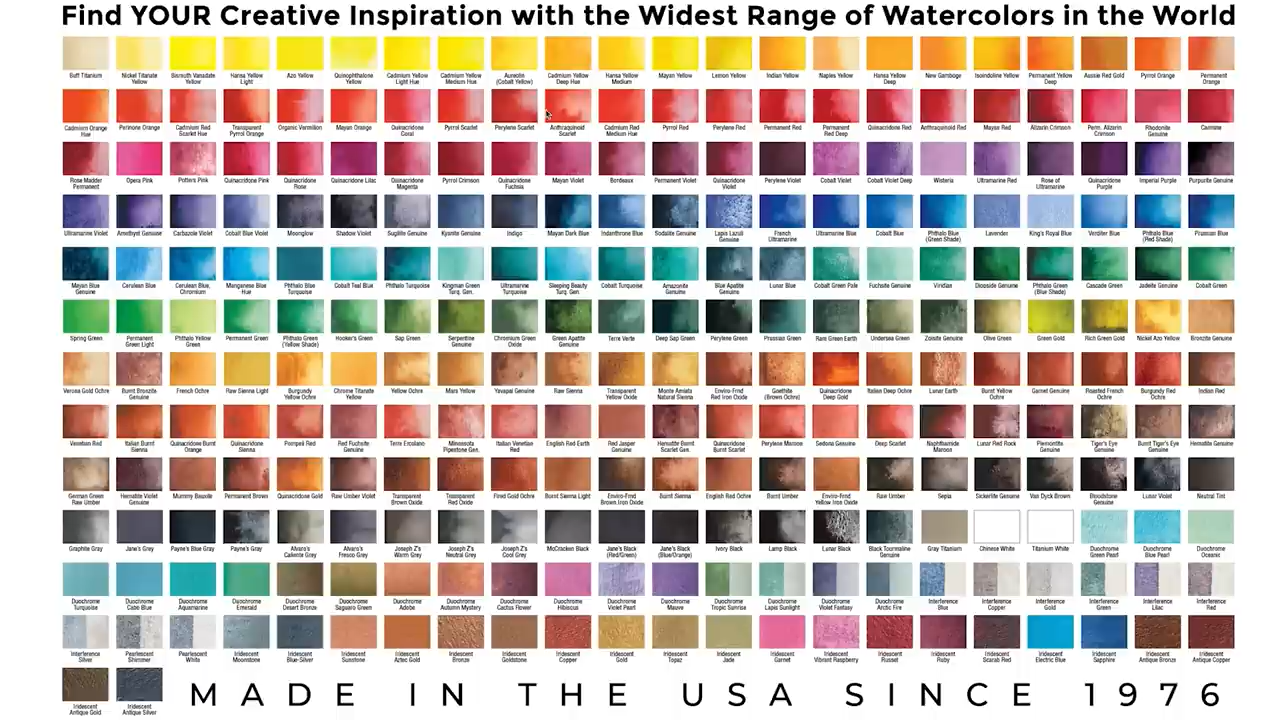 Find YOUR Creative Inspiration with the Widest Range of Watercolors in the World
Buff Titanium Nickel Titanate Yellow Bismuth Vanadate Yellow Hansa Yellow Light Azo Yellow Quinophthalone Yellow Cadmium Yellow Light Hue Cadmium Yellow Medium Hue Aureolin (Cobalt Yellow) Cadmium Yellow Deep Hue Hansa Yellow Medium Mayan Yellow Lemon Yellow Indian Yellow Naples Yellow Hansa Yellow Deep New Gamboge Isoindoline Yellow Permanent Yellow Deep Aussie Red Gold Pyrrol Orange Permanent Orange
Cadmium Orange Hue Perinone Orange Cadmium Red Scarlet Hue Transparent Pyrrol Orange Organic Vermilion Mayan Orange Quinacridone Coral Pyrrol Scarlet Perylene Scarlet Anthraquinoid Scarlet Cadmium Red Medium Hue Pyrrol Red Perylene Red Permanent Red Permanent Red Deep Quinacridone Red Anthraquinoid Red Mayan Red Alizarin Crimson Perm. Alizarin Crimson Rhodonite Genuine Carmine
Rose Madder Permanent Opera Pink Potters Pink Quinacridone Pink Quinacridone Rose Quinacridone Lilac Quinacridone Magenta Pyrrol Crimson Quinacridone Fuchsia Mayan Violet Bordeaux Permanent Violet Quinacridone Violet Perylene Violet Cobalt Violet Cobalt Violet Deep Wisteria Ultramarine Red Rose of Ultramarine Quinacridone Purple Imperial Purple Purpurite Genuine
Ultramarine Violet Amethyst Genuine Carbazole Violet Cobalt Blue Violet Moonglow Shadow Violet Sugilite Genuine Kyanite Genuine Indigo Mayan Dark Blue Indanthrone Blue Sodalite Genuine Lapis Lazuli Genuine French Ultramarine Ultramarine Blue Cobalt Blue Phthalo Blue (Green Shade) Lavender King's Royal Blue Verditer Blue Phthalo Blue (Red Shade) Prussian Blue
Mayan Blue Genuine Cerulean Blue Cerulean Blue, Chromium Manganese Blue Hue Phthalo Blue Turquoise Cobalt Teal Blue Phthalo Turquoise Kingman Green Turq. Gen. Ultramarine Turquoise Sleeping Beauty Turq. Gen. Cobalt Turquoise Amazonite Genuine Blue Apatite Genuine Lunar Blue Cobalt Green Pale Fuchsite Genuine Viridian Diopside Genuine Phthalo Green (Blue Shade) Cascade Green Jadeite Genuine Cobalt Green
Spring Green Permanent Green Light Phthalo Yellow Green Permanent Green Phthalo Green (Yellow Shade) Hooker's Green Sap Green Serpentine Genuine Chromium Green Oxide Green Apatite Genuine Terre Verte Deep Sap Green Perylene Green Prussian Green Rare Green Earth Undersea Green Zoisite Genuine Olive Green Green Gold Rich Green Gold Nickel Azo Yellow Bronzite Genuine
Verona Gold Ochre Burnt Bronzite Genuine French Ochre Raw Sienna Light Burgundy Yellow Ochre Chrome Titanate Yellow Yellow Ochre Mars Yellow Yavapai Genuine Raw Sienna Transparent Yellow Oxide Monte Amiata Natural Sienna Enviro-Frnd Red Iron Oxide Goethite (Brown Ochre) Quinacridone Deep Gold Italian Deep Ochre Lunar Earth Burnt Yellow Ochre Garnet Genuine Roasted French Ochre Burgundy Red Ochre Indian Red
Venetian Red Italian Burnt Sienna Quinacridone Burnt Orange Quinacridone Sienna Pompeii Red Red Fuchsite Genuine Terre Ercolano Minnesota Pipestone Gen. Italian Venetian Red English Red Earth Red Jasper Genuine Hematite Burnt Scarlet Gen. Quinacridone Burnt Scarlet Perylene Maroon Sedona Genuine Deep Scarlet Naphthamide Maroon Lunar Red Rock Piemontite Genuine Tiger's Eye Genuine Burnt Tiger's Eye Genuine Hematite Genuine
German Green Raw Umber Hematite Violet Genuine Mummy Bauxite Permanent Brown Quinacridone Gold Raw Umber Violet Transparent Brown Oxide Transparent Red Oxide Fired Gold Ochre Burnt Sienna Light Enviro-Frnd Brown Iron Oxide Burnt Sienna English Red Ochre Burnt Umber Enviro-Frnd Yellow Iron Oxide Raw Umber Sepia Sicklerite Genuine Van Dyck Brown Bloodstone Genuine Lunar Violet Neutral Tint
Graphite Gray Jane's Grey Payne's Blue Gray Payne's Gray Alvaro's Caliente Grey Alvaro's Fresco Grey Joseph Z's Warm Grey Joseph Z's Neutral Grey Joseph Z's Cool Grey McCracken Black Jane's Black (Red/Green) Jane's Black (Blue/Orange) Ivory Black Lamp Black Lunar Black Black Tourmaline Genuine Gray Titanium Chinese White Titanium White Duochrome Green Pearl Duochrome Blue Pearl Duochrome Oceanic
Duochrome Turquoise Duochrome Cabo Blue Duochrome Aquamarine Duochrome Emerald Duochrome Desert Bronze Duochrome Saguaro Green Duochrome Adobe Duochrome Autumn Mystery Duochrome Cactus Flower Duochrome Hibiscus Duochrome Violet Pearl Duochrome Mauve Duochrome Tropic Sunrise Duochrome Lapis Sunlight Duochrome Violet Fantasy Duochrome Arctic Fire Interference Blue Interference Copper Interference Gold Interference Green Interference Lilac Interference Red
Interference Silver Pearlescent Shimmer Pearlescent White Iridescent Moonstone Iridescent Blue-Silver Iridescent Sunstone Iridescent Aztec Gold Iridescent Bronze Iridescent Goldstone Iridescent Copper Iridescent Gold Iridescent Topaz Iridescent Jade Iridescent Garnet Iridescent Vibrant Raspberry Iridescent Russet Iridescent Ruby Iridescent Scarab Red Iridescent Electric Blue Iridescent Sapphire Iridescent Antique Bronze Iridescent Antique Copper
Iridescent Antique Gold Iridescent Antique Silver MADE IN THE USA SINCE 1976